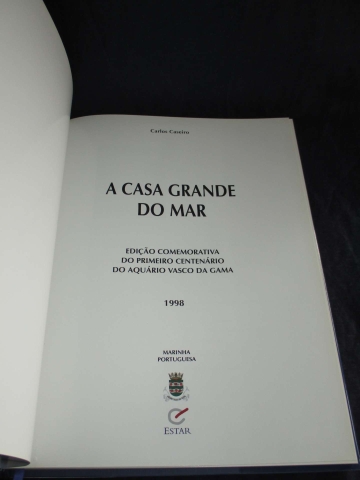 Carlos Caseiro
A CASA GRANDE
DO MAR
EDIÇÃO COMEMORATIVA
DO PRIMEIRO CENTENÁRIO
DO AQUÁRIO VASCO DA GAMA
1998
MARINHA
PORTUGUESA
ESTAR